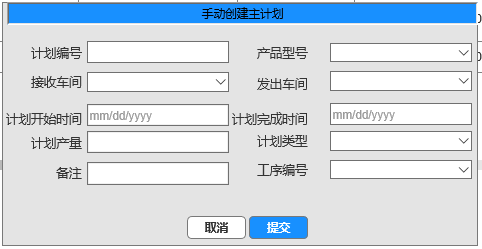 手动创建主计划
计划编号 产品型号
接收车间 发出车间
计划开始时间 mm/dd/yyyy 计划完成时间 mm/dd/yyyy
计划产量 计划类型
备注 工序编号
取消 提交